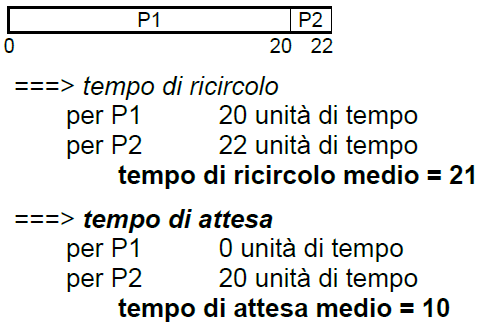 P1 P2
0 20 22
===> tempo di ricircolo
per P1 20 unità di tempo
per P2 22 unità di tempo
tempo di ricircolo medio = 21
===> tempo di attesa
per P1 0 unità di tempo
per P2 20 unità di tempo
tempo di attesa medio = 10